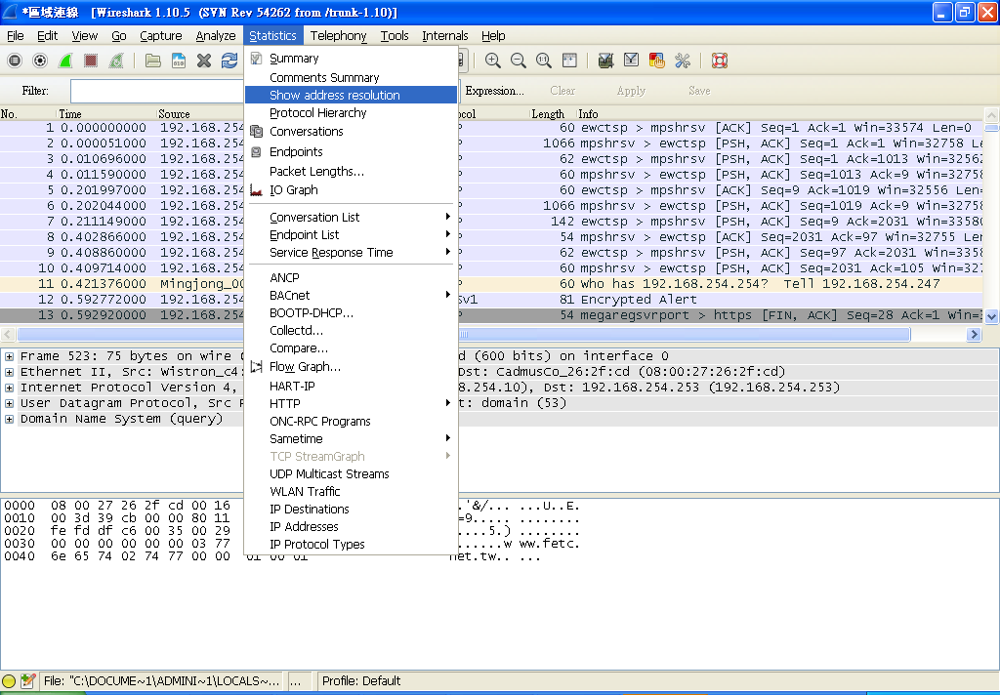 *區域連線 [Wireshark 1.10.5 (SVN Rev 54262 from /trunk-1.10)]
File Edit View Go Capture Analyze Statistics Telephony Tools Internals Help
Filter: Expression... Clear Apply Save
Summary
Comments Summary
Show address resolution
Protocol Hierarchy
Conversations
Endpoints
Packet Lengths...
IO Graph
Conversation List
Endpoint List
Service Response Time
ANCP
BACnet
BOOTP-DHCP...
Collectd...
Compare...
Flow Graph...
HART-IP
HTTP
ONC-RPC Programs
Sametime
TCP StreamGraph
UDP Multicast Streams
WLAN Traffic
IP Destinations
IP Addresses
IP Protocol Types
No. Time Source Length Info
1 0.000000000 192.168.254 60 ewctsp > mpshrsv [ACK] Seq=1 Ack=1 Win=33574 Len=0
2 0.000051000 192.168.254 1066 mpshrsv > ewctsp [PSH, ACK] Seq=1 Ack=1 Win=32758 Le
3 0.010696000 192.168.254 62 ewctsp > mpshrsv [PSH, ACK] Seq=1 Ack=1013 Win=32562
4 0.011590000 192.168.254 60 mpshrsv > ewctsp [PSH, ACK] Seq=1013 Ack=9 Win=32758
5 0.201997000 192.168.254 60 ewctsp > mpshrsv [PSH, ACK] Seq=9 Ack=1019 Win=32556 Len=
6 0.202044000 192.168.254 1066 mpshrsv > ewctsp [PSH, ACK] Seq=1019 Ack=9 Win=32758
7 0.211149000 192.168.254 142 ewctsp > mpshrsv [PSH, ACK] Seq=9 Ack=2031 Win=33580
8 0.402866000 192.168.254 54 mpshrsv > ewctsp [ACK] Seq=2031 Ack=97 Win=32755 Len
9 0.408860000 192.168.254 62 ewctsp > mpshrsv [PSH, ACK] Seq=97 Ack=2031 Win=3358
10 0.409714000 192.168.254 60 mpshrsv > ewctsp [PSH, ACK] Seq=2031 Ack=105 Win=327
11 0.421376000 Mingjong_00 60 Who has 192.168.254.254? Tell 192.168.254.247
12 0.592772000 192.168.254 sv1 81 Encrypted Alert
13 0.592920000 192.168.254 54 megaregsvrport > https [FIN, ACK] Seq=28 Ack=1 Win=3
Frame 523: 75 bytes on wire d (600 bits) on interface 0
Ethernet II, Src: Wistron_c4: Dst: CadmusCo_26:2f:cd (08:00:27:26:2f:cd)
Internet Protocol Version 4, .254.10), Dst: 192.168.254.253 (192.168.254.253)
User Datagram Protocol, Src P t: domain (53)
Domain Name System (query)
0000 08 00 27 26 2f cd 00 16 .'&/... ...U..E.
0010 00 3d 39 cb 00 00 80 11 =9..... ........
0020 fe fd df c6 00 35 00 29 ....5.) ........
0030 00 00 00 00 00 00 03 77 .......w ww.fetc.
0040 6e 65 74 02 74 77 00 00 01 00 01 net.tw.. ...
File: "C:\DOCUME~1\ADMINI~1\LOCALS~... ... Profile: Default